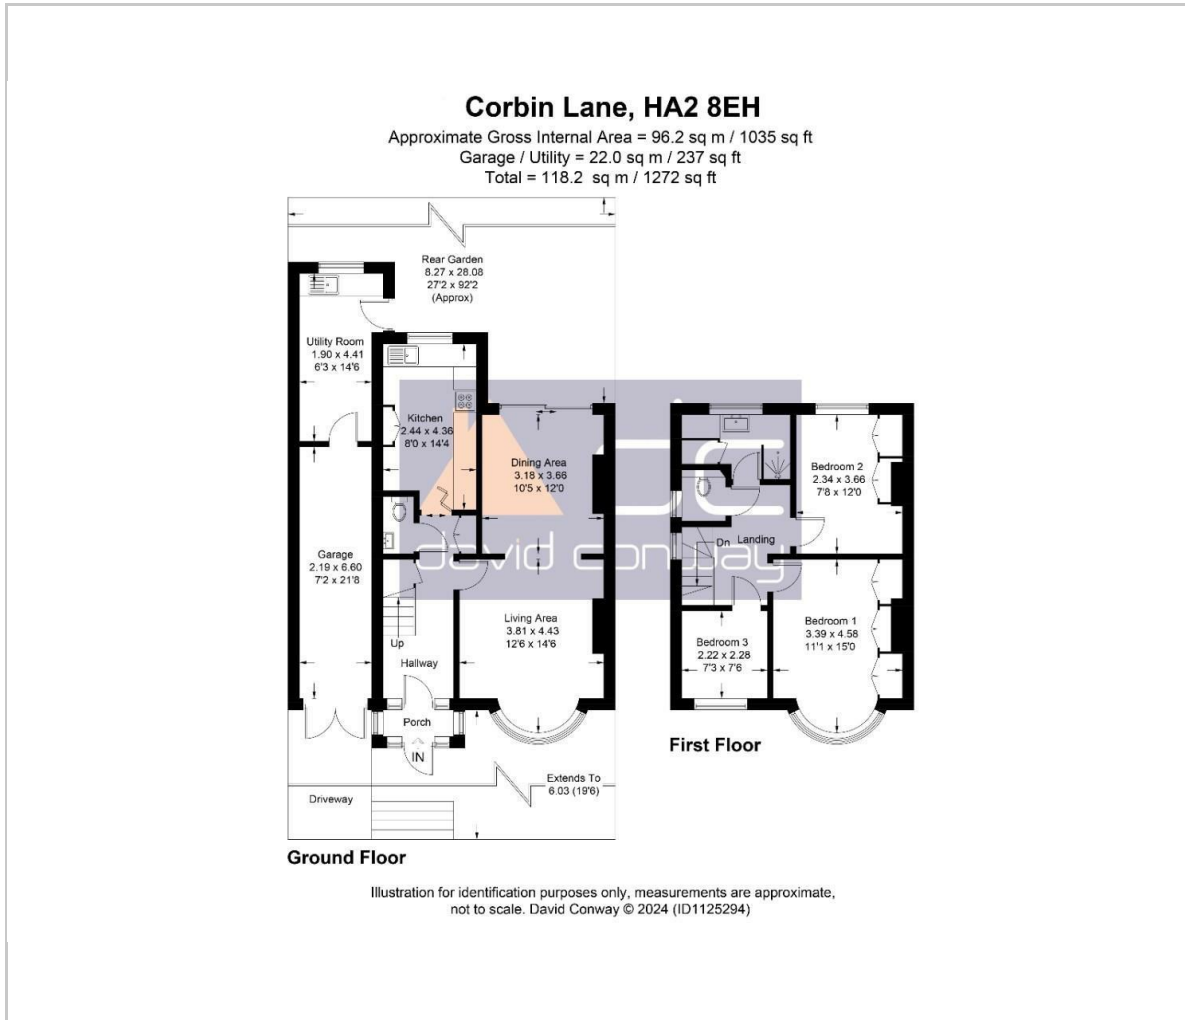 Corbin Lane, HA2 8EH
Approximate Gross Internal Area = 96.2 sq m / 1035 sq ft
Garage / Utility = 22.0 sq m / 237 sq ft
Total = 118.2 sq m / 1272 sq ft
Rear Garden
8.27 x 28.08
27'2 x 92'2
(Approx)
Utility Room
1.90 x 4.41
6'3 x 14'6
Kitchen
2.44 x 4.36
8'0 x 14'4
Dining Area
3.18 x 3.66
10'5 x 12'0
Garage
2.19 x 6.60
7'2 x 21'8
Living Area
3.81 x 4.43
12'6 x 14'6
Up
Hallway
Porch
IN
Extends To
6.03 (19'6)
Driveway
Ground Floor
Bedroom 2
2.34 x 3.66
7'8 x 12'0
Dn
Landing
Bedroom 1
3.39 x 4.58
11'1 x 15'0
Bedroom 3
2.22 x 2.28
7'3 x 7'6
First Floor
dc
david conway
Illustration for identification purposes only, measurements are approximate,
not to scale. David Conway © 2024 (ID1125294)